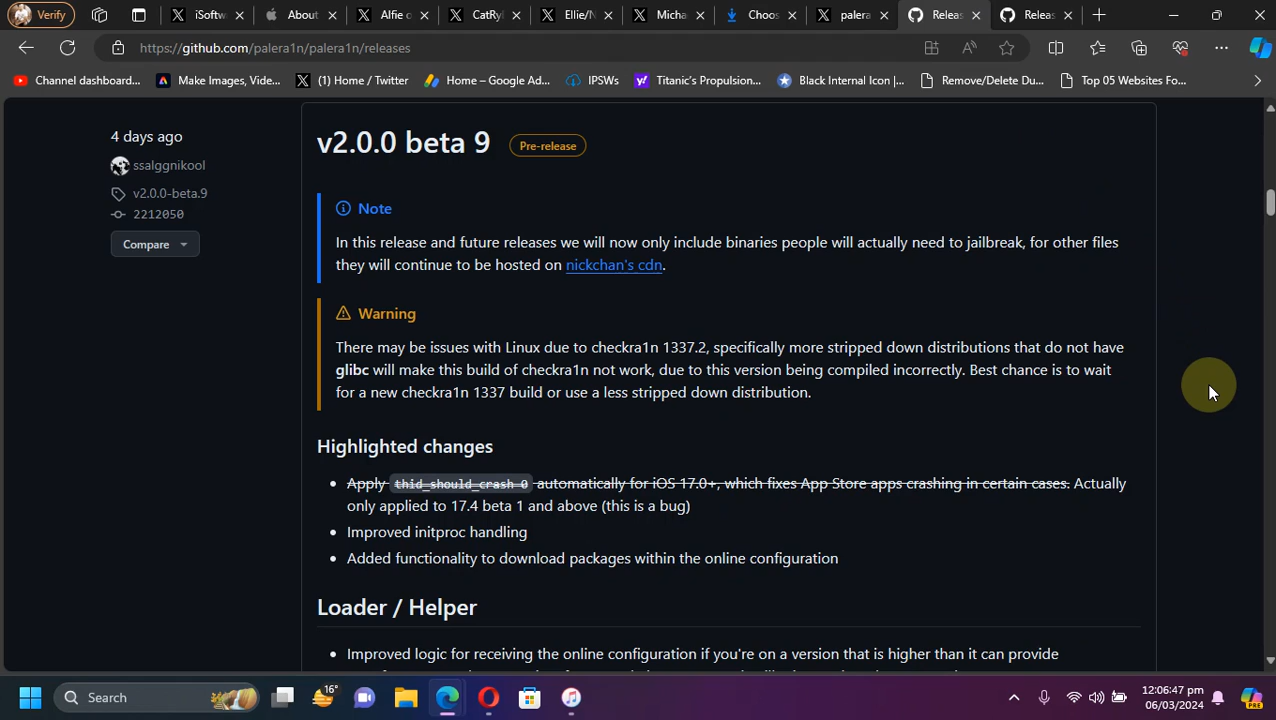 Verify
iSoftw
About
Alfie o
CatRyl
Ellie/N
Micha
Choos
palera
Releas
Releas
https://github.com/palera1n/palera1n/releases
Channel dashboard...
Make Images, Vide...
(1) Home / Twitter
Home – Google Ad...
IPSWs
Titanic's Propulsion...
Black Internal Icon |...
Remove/Delete Du...
Top 05 Websites Fo...
4 days ago
ssalggnikool
v2.0.0-beta.9
2212050
Compare
v2.0.0 beta 9 Pre-release
Note
In this release and future releases we will now only include binaries people will actually need to jailbreak, for other files
they will continue to be hosted on nickchan's cdn.
Warning
There may be issues with Linux due to checkra1n 1337.2, specifically more stripped down distributions that do not have
glibc will make this build of checkra1n not work, due to this version being compiled incorrectly. Best chance is to wait
for a new checkra1n 1337 build or use a less stripped down distribution.
Highlighted changes
Apply thid_should_crash 0 automatically for iOS 17.0+, which fixes App Store apps crashing in certain cases. Actually
only applied to 17.4 beta 1 and above (this is a bug)
Improved initproc handling
Added functionality to download packages within the online configuration
Loader / Helper
Improved logic for receiving the online configuration if you're on a version that is higher than it can provide
Search
16°
12:06:47 pm
06/03/2024
PRE